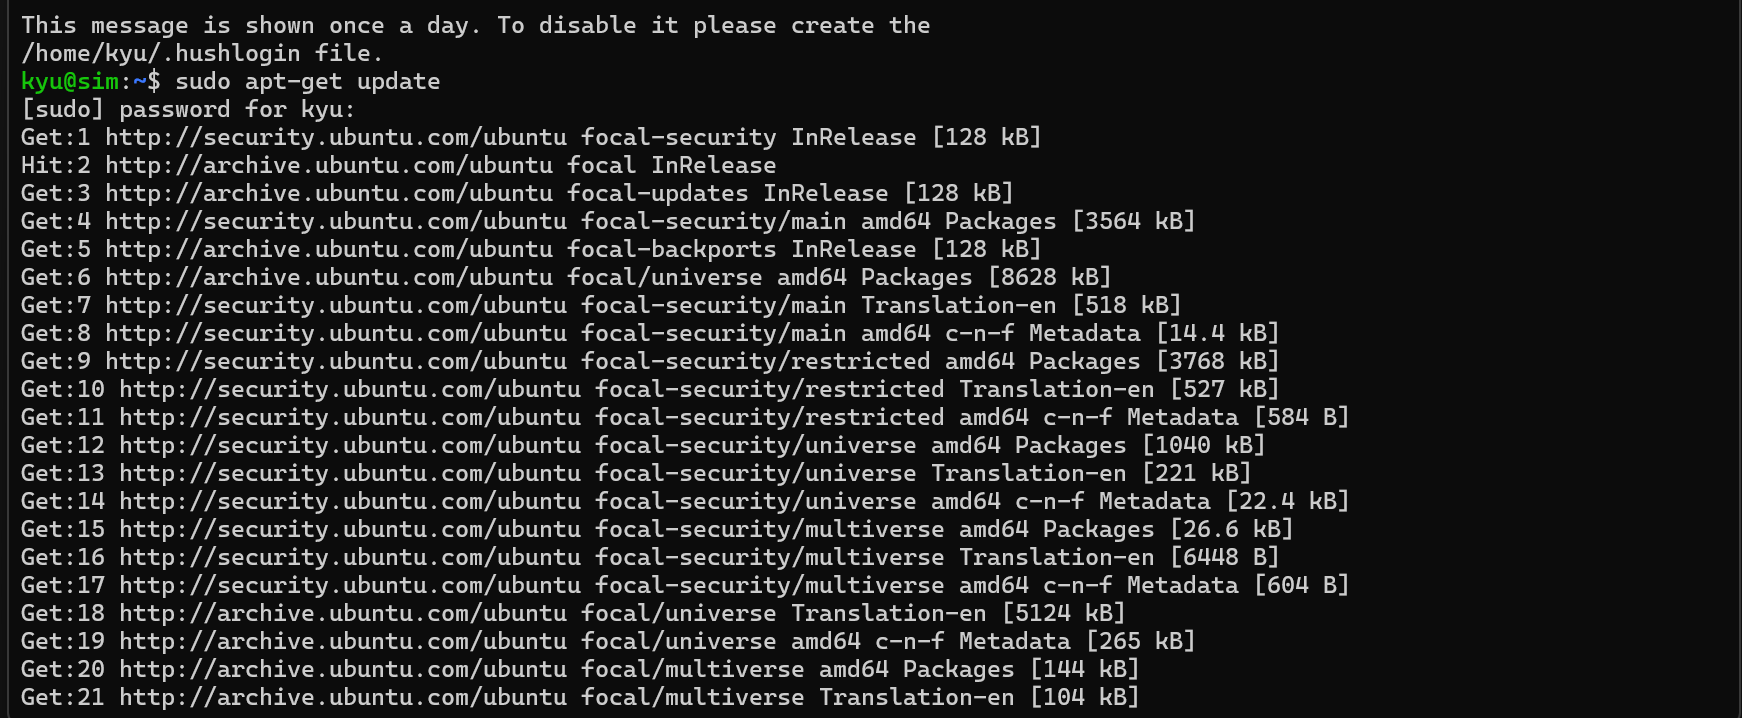 This message is shown once a day. To disable it please create the
/home/kyu/.hushlogin file.
kyu@sim:~$ sudo apt-get update
[sudo] password for kyu:
Get:1 http://security.ubuntu.com/ubuntu focal-security InRelease [128 kB]
Hit:2 http://archive.ubuntu.com/ubuntu focal InRelease
Get:3 http://archive.ubuntu.com/ubuntu focal-updates InRelease [128 kB]
Get:4 http://security.ubuntu.com/ubuntu focal-security/main amd64 Packages [3564 kB]
Get:5 http://archive.ubuntu.com/ubuntu focal-backports InRelease [128 kB]
Get:6 http://archive.ubuntu.com/ubuntu focal/universe amd64 Packages [8628 kB]
Get:7 http://security.ubuntu.com/ubuntu focal-security/main Translation-en [518 kB]
Get:8 http://security.ubuntu.com/ubuntu focal-security/main amd64 c-n-f Metadata [14.4 kB]
Get:9 http://security.ubuntu.com/ubuntu focal-security/restricted amd64 Packages [3768 kB]
Get:10 http://security.ubuntu.com/ubuntu focal-security/restricted Translation-en [527 kB]
Get:11 http://security.ubuntu.com/ubuntu focal-security/restricted amd64 c-n-f Metadata [584 B]
Get:12 http://security.ubuntu.com/ubuntu focal-security/universe amd64 Packages [1040 kB]
Get:13 http://security.ubuntu.com/ubuntu focal-security/universe Translation-en [221 kB]
Get:14 http://security.ubuntu.com/ubuntu focal-security/universe amd64 c-n-f Metadata [22.4 kB]
Get:15 http://security.ubuntu.com/ubuntu focal-security/multiverse amd64 Packages [26.6 kB]
Get:16 http://security.ubuntu.com/ubuntu focal-security/multiverse Translation-en [6448 B]
Get:17 http://security.ubuntu.com/ubuntu focal-security/multiverse amd64 c-n-f Metadata [604 B]
Get:18 http://archive.ubuntu.com/ubuntu focal/universe Translation-en [5124 kB]
Get:19 http://archive.ubuntu.com/ubuntu focal/universe amd64 c-n-f Metadata [265 kB]
Get:20 http://archive.ubuntu.com/ubuntu focal/multiverse amd64 Packages [144 kB]
Get:21 http://archive.ubuntu.com/ubuntu focal/multiverse Translation-en [104 kB]